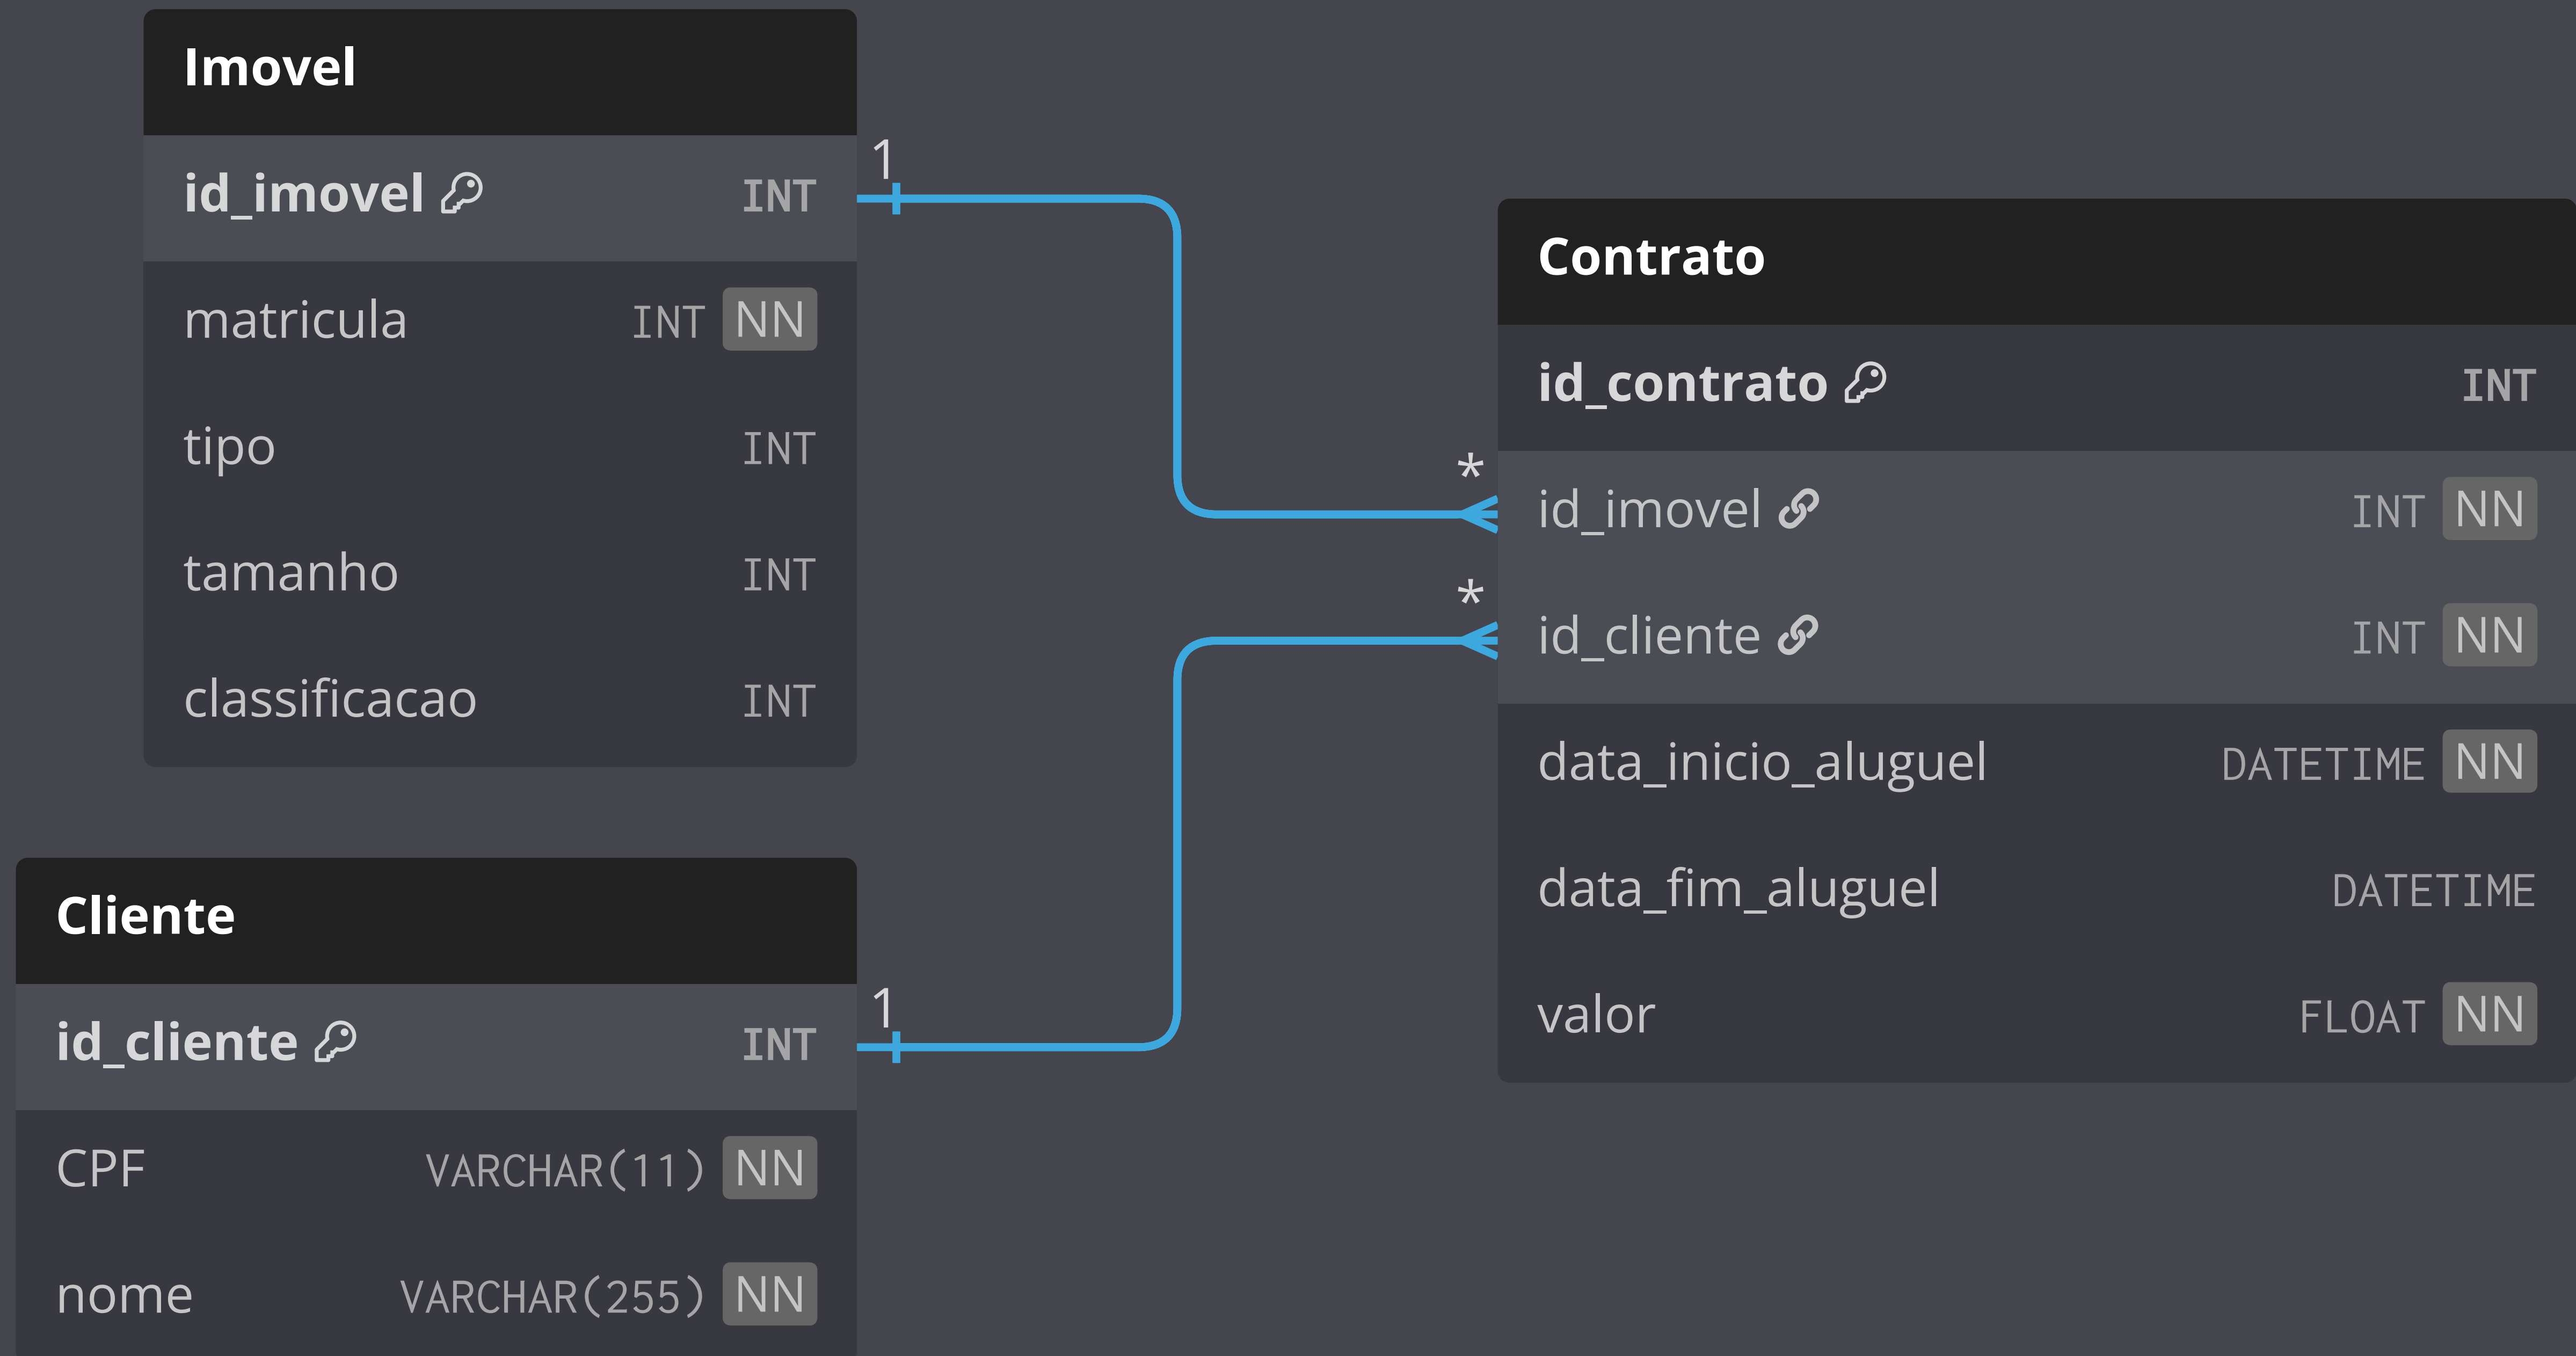 Imovel
id_imovel INT
matricula INT NN
tipo INT
tamanho INT
classificacao INT
1
*
Contrato
id_contrato INT
id_imovel INT NN
id_cliente INT NN
data_inicio_aluguel DATETIME NN
data_fim_aluguel DATETIME
valor FLOAT NN
*
1
Cliente
id_cliente INT
CPF VARCHAR(11) NN
nome VARCHAR(255) NN